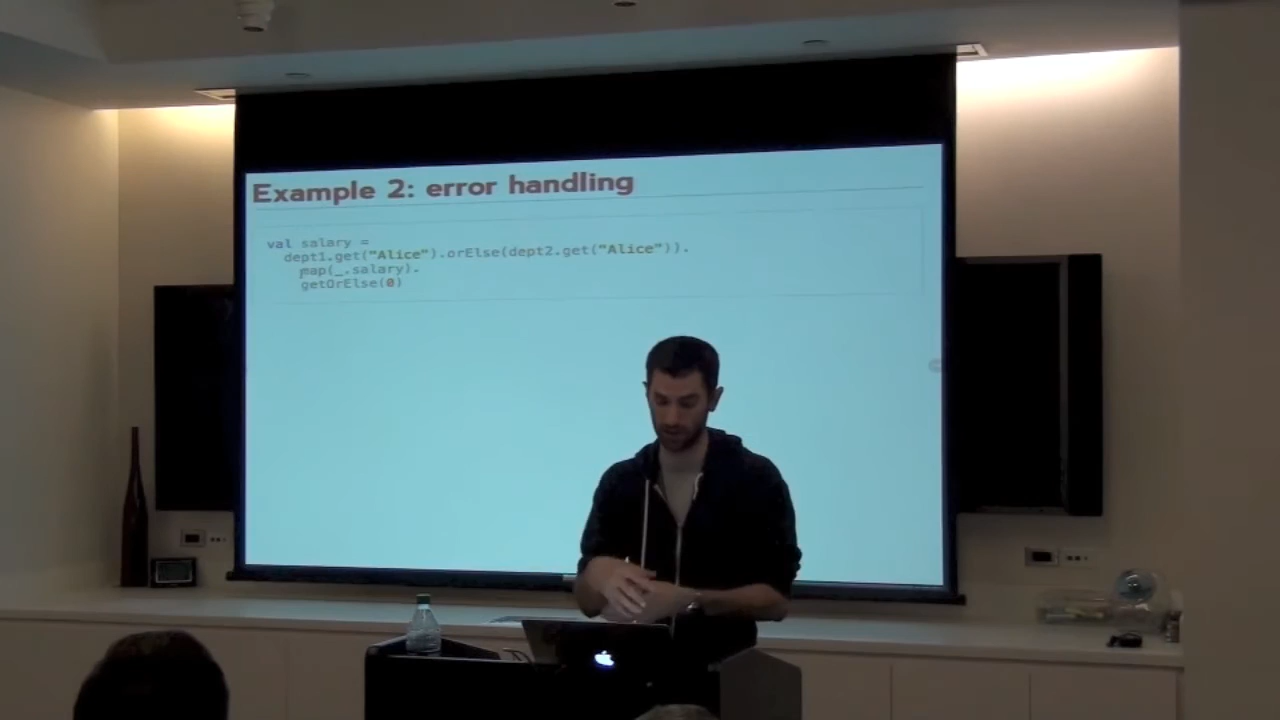 Example 2: error handling
val salary =
dept1.get("Alice").orElse(dept2.get("Alice")).
map(_.salary).
getOrElse(0)